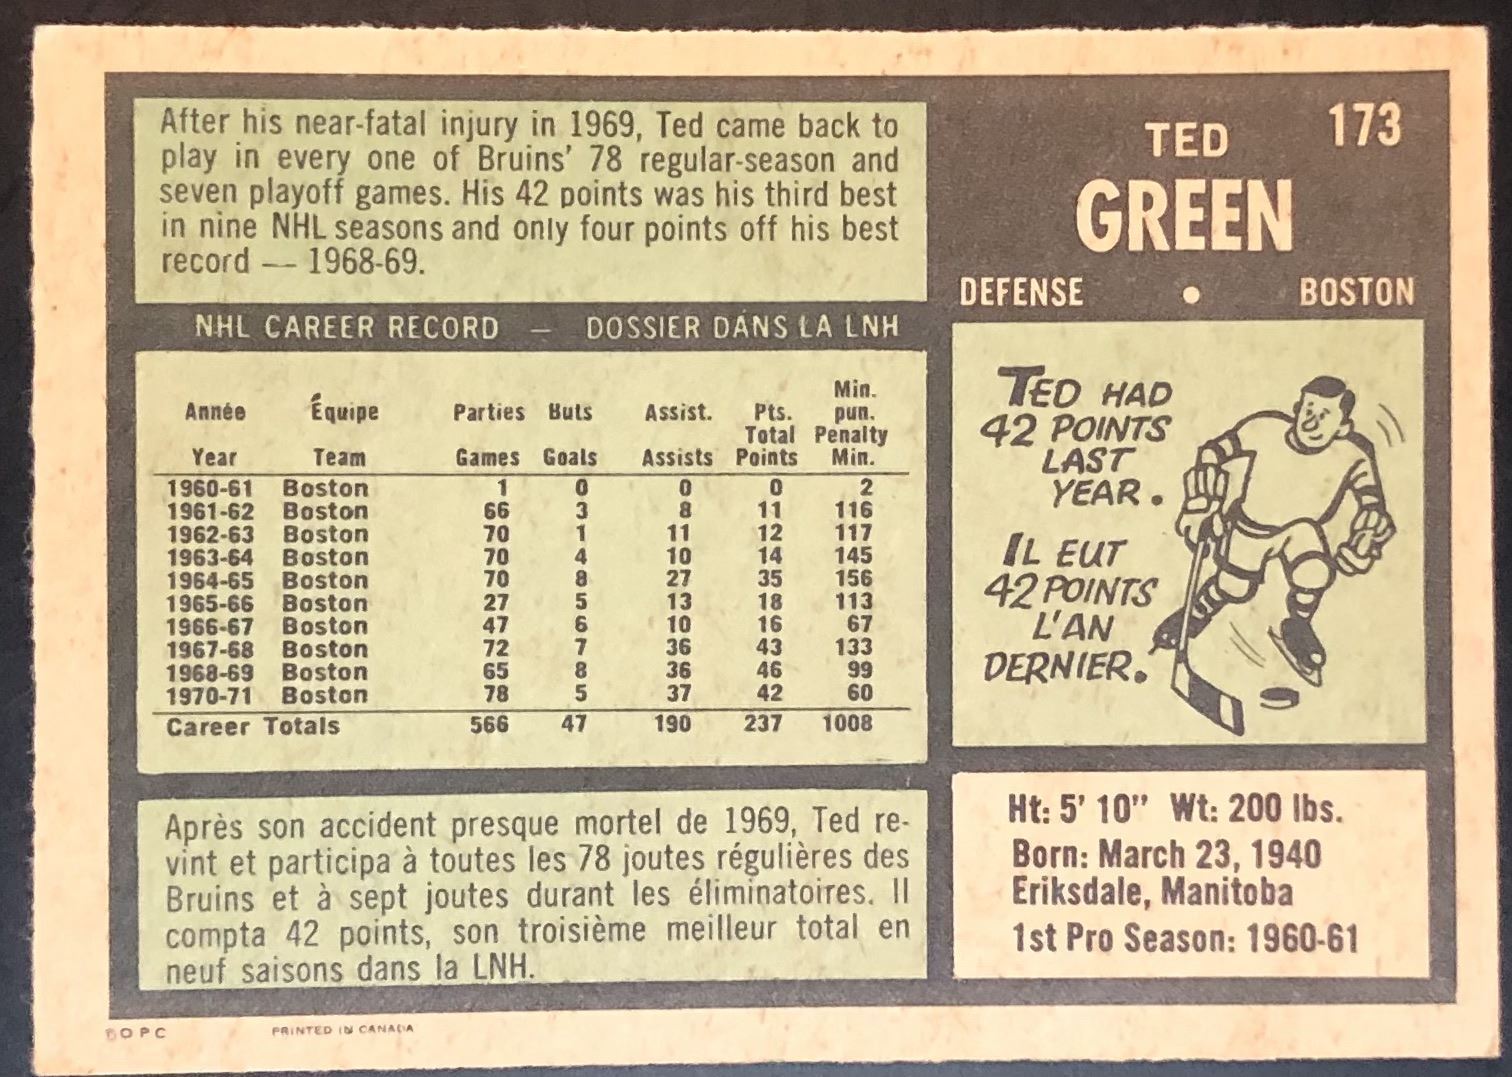 After his near-fatal injury in 1969, Ted came back to
play in every one of Bruins' 78 regular-season and
seven playoff games. His 42 points was his third best
in nine NHL seasons and only four points off his best
record — 1968-69.
173
TED
GREEN
DEFENSE • BOSTON
NHL CAREER RECORD — DOSSIER DANS LA LNH
Année Équipe Parties Buts Assist. Pts. Min. pun.
Year Team Games Goals Assists Total Points Penalty Min.
1960-61 Boston 1 0 0 0 2
1961-62 Boston 66 3 8 11 116
1962-63 Boston 70 1 11 12 117
1963-64 Boston 70 4 10 14 145
1964-65 Boston 70 8 27 35 156
1965-66 Boston 27 5 13 18 113
1966-67 Boston 47 6 10 16 67
1967-68 Boston 72 7 36 43 133
1968-69 Boston 65 8 36 46 99
1970-71 Boston 78 5 37 42 60
Career Totals 566 47 190 237 1008
TED HAD
42 POINTS
LAST
YEAR.
IL EUT
42 POINTS
L'AN
DERNIER.
Après son accident presque mortel de 1969, Ted re-
vint et participa à toutes les 78 joutes régulières des
Bruins et à sept joutes durant les éliminatoires. Il
compta 42 points, son troisième meilleur total en
neuf saisons dans la LNH.
Ht: 5' 10" Wt: 200 lbs.
Born: March 23, 1940
Eriksdale, Manitoba
1st Pro Season: 1960-61
©OPC PRINTED IN CANADA